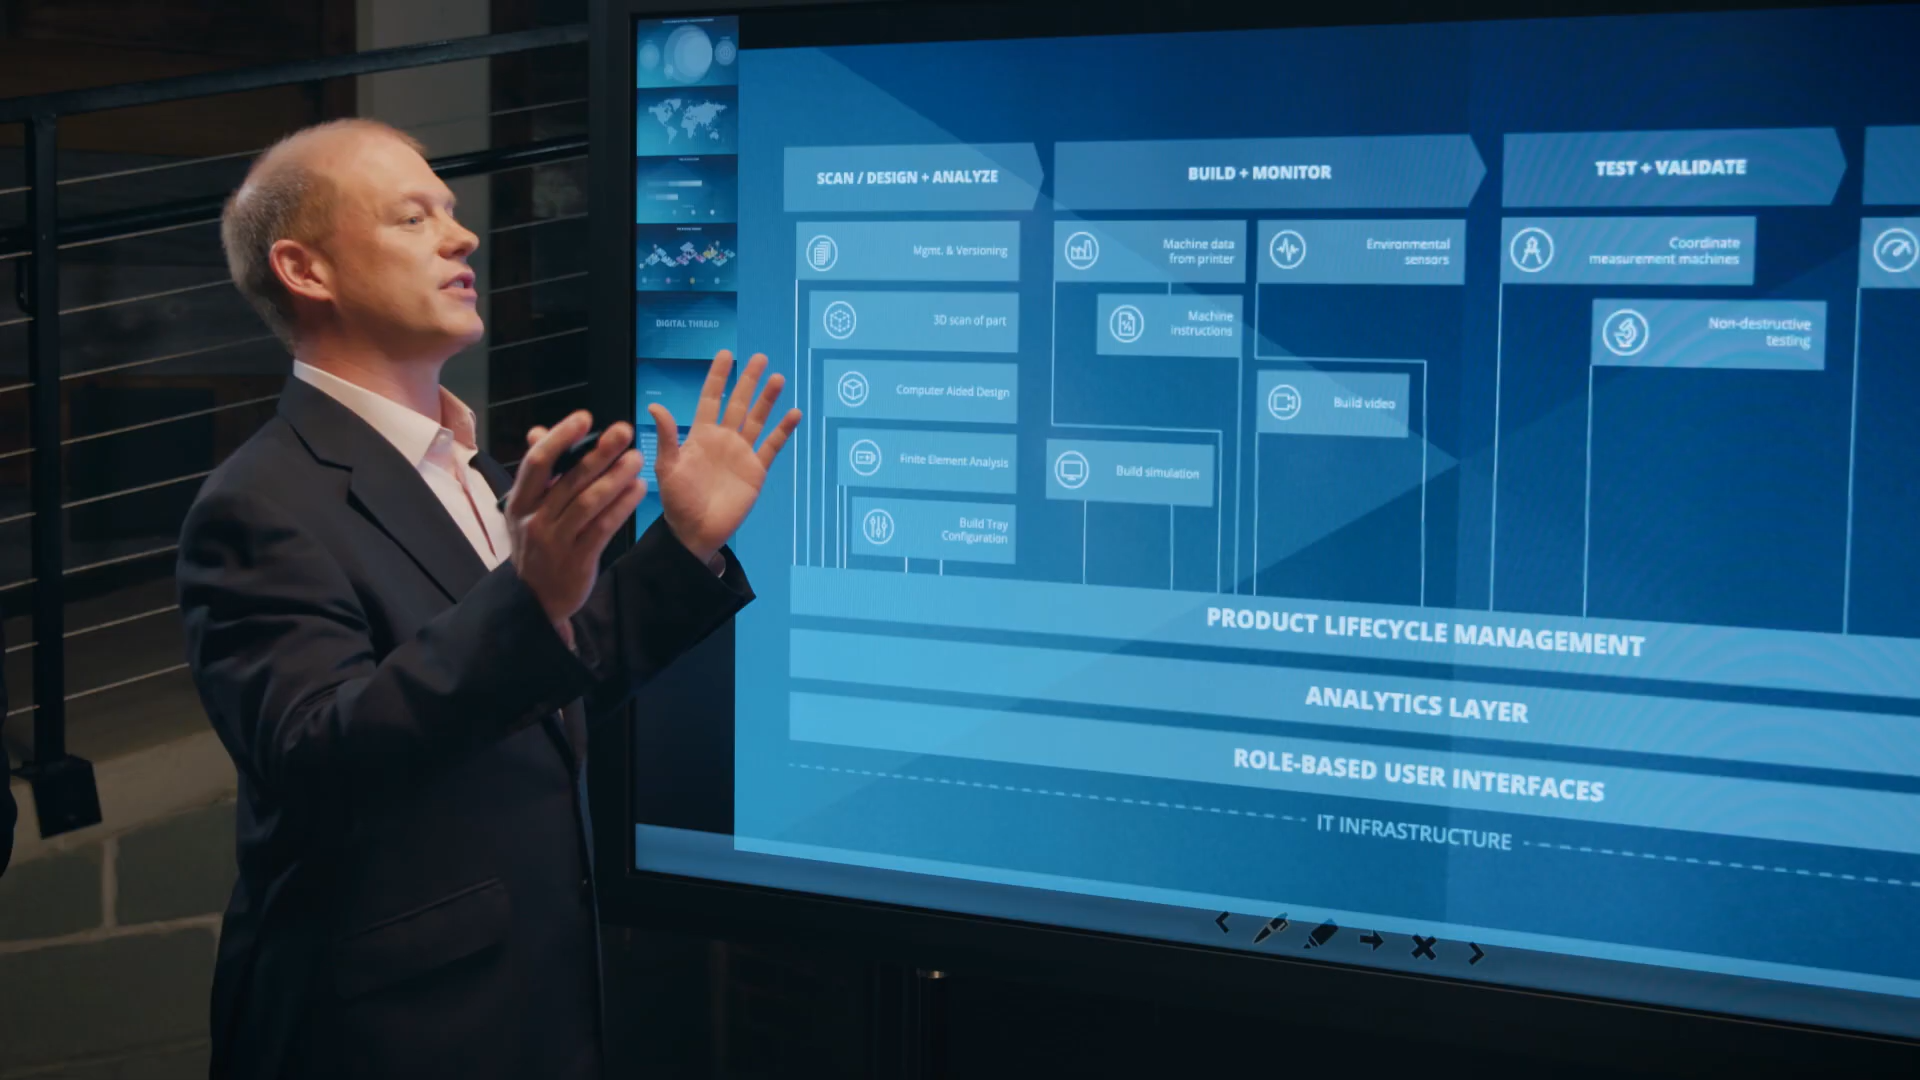 SCAN / DESIGN + ANALYZE
BUILD + MONITOR
TEST + VALIDATE
Mgmt. & Versioning
3D scan of part
Computer Aided Design
Finite Element Analysis
Build Tray
Configuration
Machine data
from printer
Environmental
sensors
Machine
instructions
Build video
Build simulation
Coordinate
measurement machines
Non-destructive
testing
DIGITAL THREAD
PRODUCT LIFECYCLE MANAGEMENT
ANALYTICS LAYER
ROLE-BASED USER INTERFACES
IT INFRASTRUCTURE